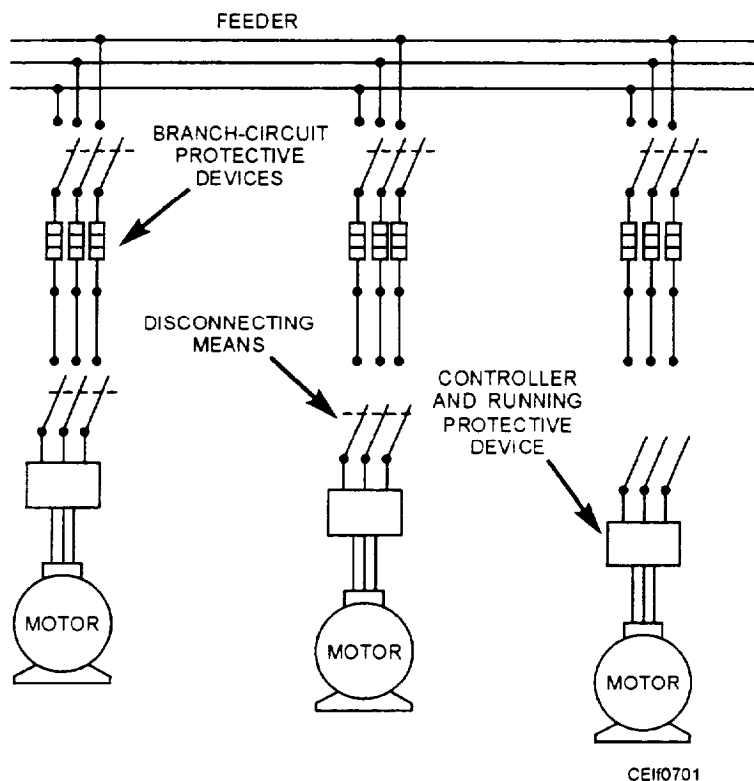 FEEDER
BRANCH-CIRCUIT
PROTECTIVE
DEVICES
DISCONNECTING
MEANS
CONTROLLER
AND RUNNING
PROTECTIVE
DEVICE
MOTOR
MOTOR
MOTOR
CEIf0701